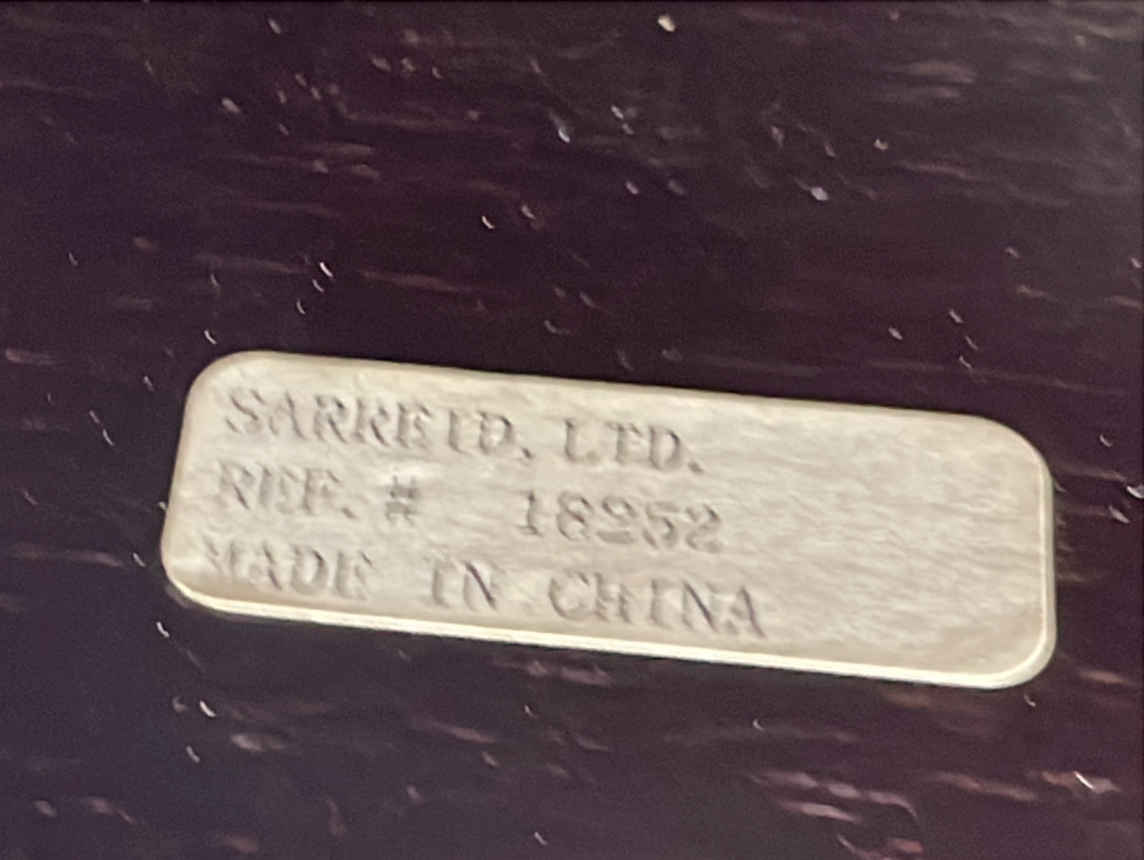 SARREID, LTD.
REF. # 18252
MADE IN CHINA